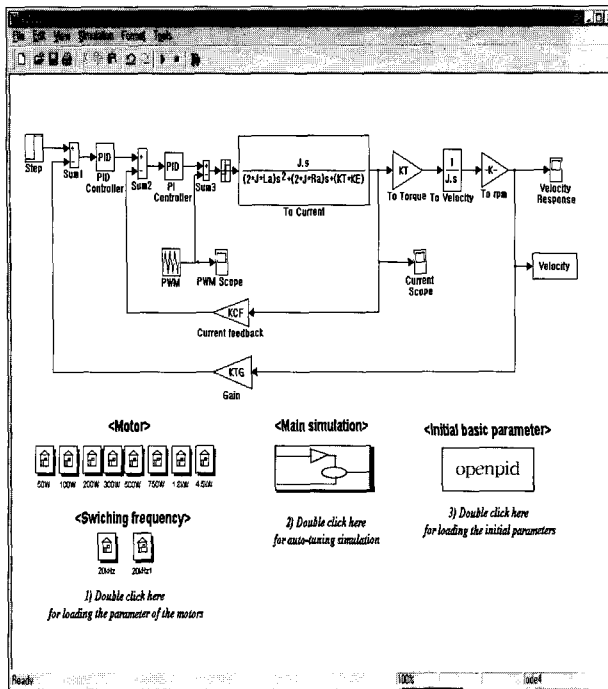 File Edit View Simulation Format Tools
Step
Sum1
PID
PID
Controller
Sum2
PID
PI
Controller
Sum3
J.s
(2*J*La)s²+(2*J*Ra)s+(KT*KE)
To Current
KT
To Torque
1
J.s
To Velocity
-K-
To rpm
Velocity
Response
Velocity
PWM
PWM Scope
Current
Scope
KCF
Current feedback
KTG
Gain
<Motor>
50W 100W 200W 300W 500W 750W 1.2kW 4.5kW
<Swiching frequency>
20kHz 20kHz1
1) Double click here
for loading the parameter of the motors
<Main simulation>
2) Double click here
for auto-tuning simulation
<Initial basic parameter>
openpid
3) Double click here
for loading the initial parameters
Ready 100% ode4